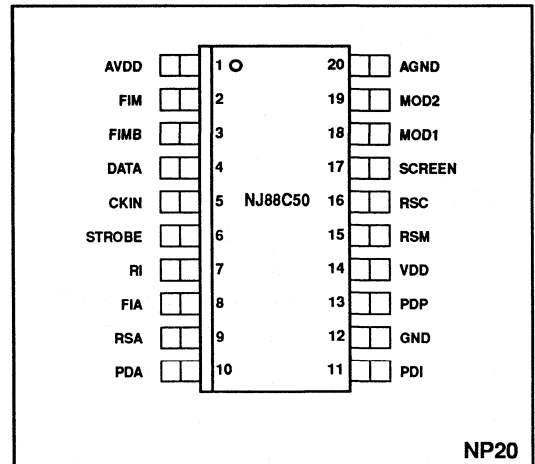 AVDD 1 20 AGND
FIM 2 19 MOD2
FIMB 3 18 MOD1
DATA 4 17 SCREEN
CKIN 5 NJ88C50 16 RSC
STROBE 6 15 RSM
RI 7 14 VDD
FIA 8 13 PDP
RSA 9 12 GND
PDA 10 11 PDI
NP20